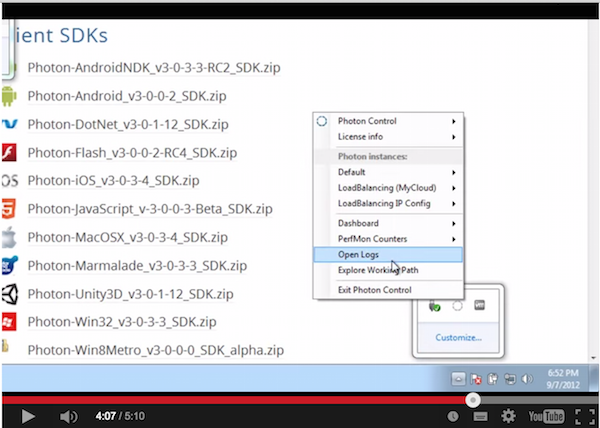 ient SDKs
Photon-AndroidNDK_v3-0-3-3-RC2_SDK.zip
Photon-Android_v3-0-0-2_SDK.zip
Photon-DotNet_v3-0-1-12_SDK.zip
Photon-Flash_v3-0-0-2-RC4_SDK.zip
iOS
Photon-iOS_v3-0-3-4_SDK.zip
Photon-JavaScript_v-3-0-0-3-Beta_SDK.zip
Photon-MacOSX_v3-0-3-4_SDK.zip
Photon-Marmalade_v3-0-3-3_SDK.zip
Photon-Unity3D_v3-0-1-12_SDK.zip
Photon-Win32_v3-0-3-3_SDK.zip
Photon-Win8Metro_v3-0-0-0_SDK_alpha.zip
Photon Control
License info
Photon instances:
Default
LoadBalancing (MyCloud)
LoadBalancing IP Config
Dashboard
PerfMon Counters
Open Logs
Explore Working Path
Exit Photon Control
Customize...
6:52 PM
9/7/2012
4:07 / 5:10
YouTube